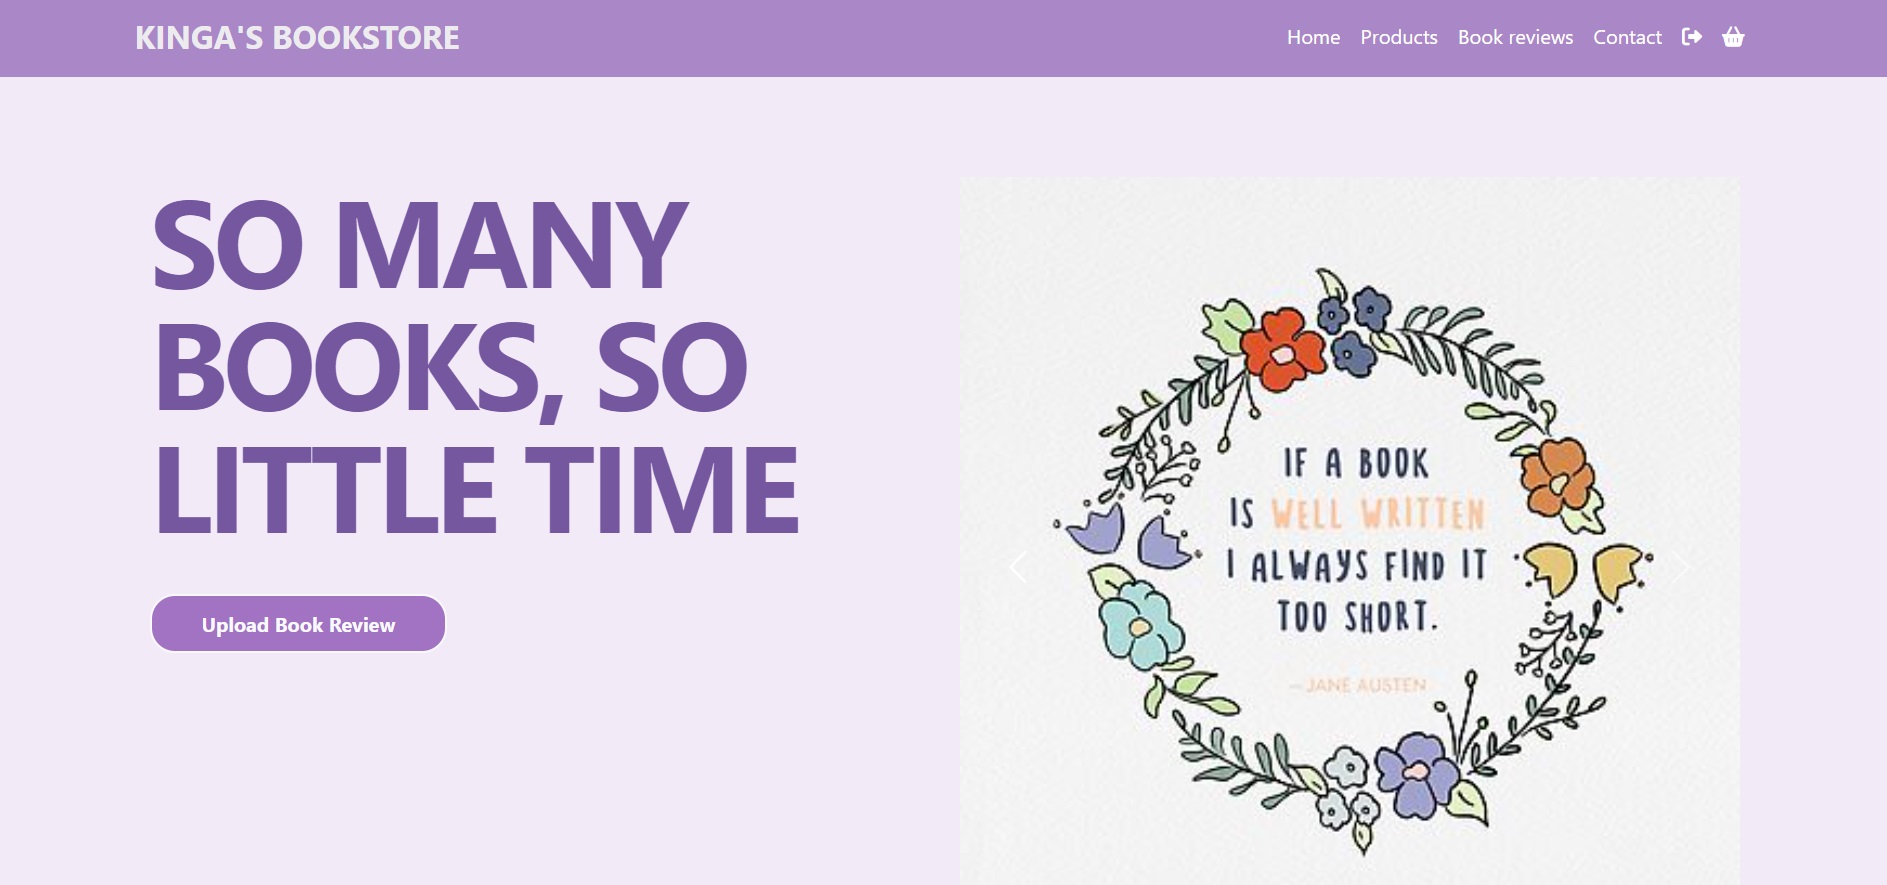 KINGA'S BOOKSTORE
Home Products Book reviews Contact
SO MANY
BOOKS, SO
LITTLE TIME
Upload Book Review
IF A BOOK
IS WELL WRITTEN
I ALWAYS FIND IT
TOO SHORT.
– JANE AUSTEN